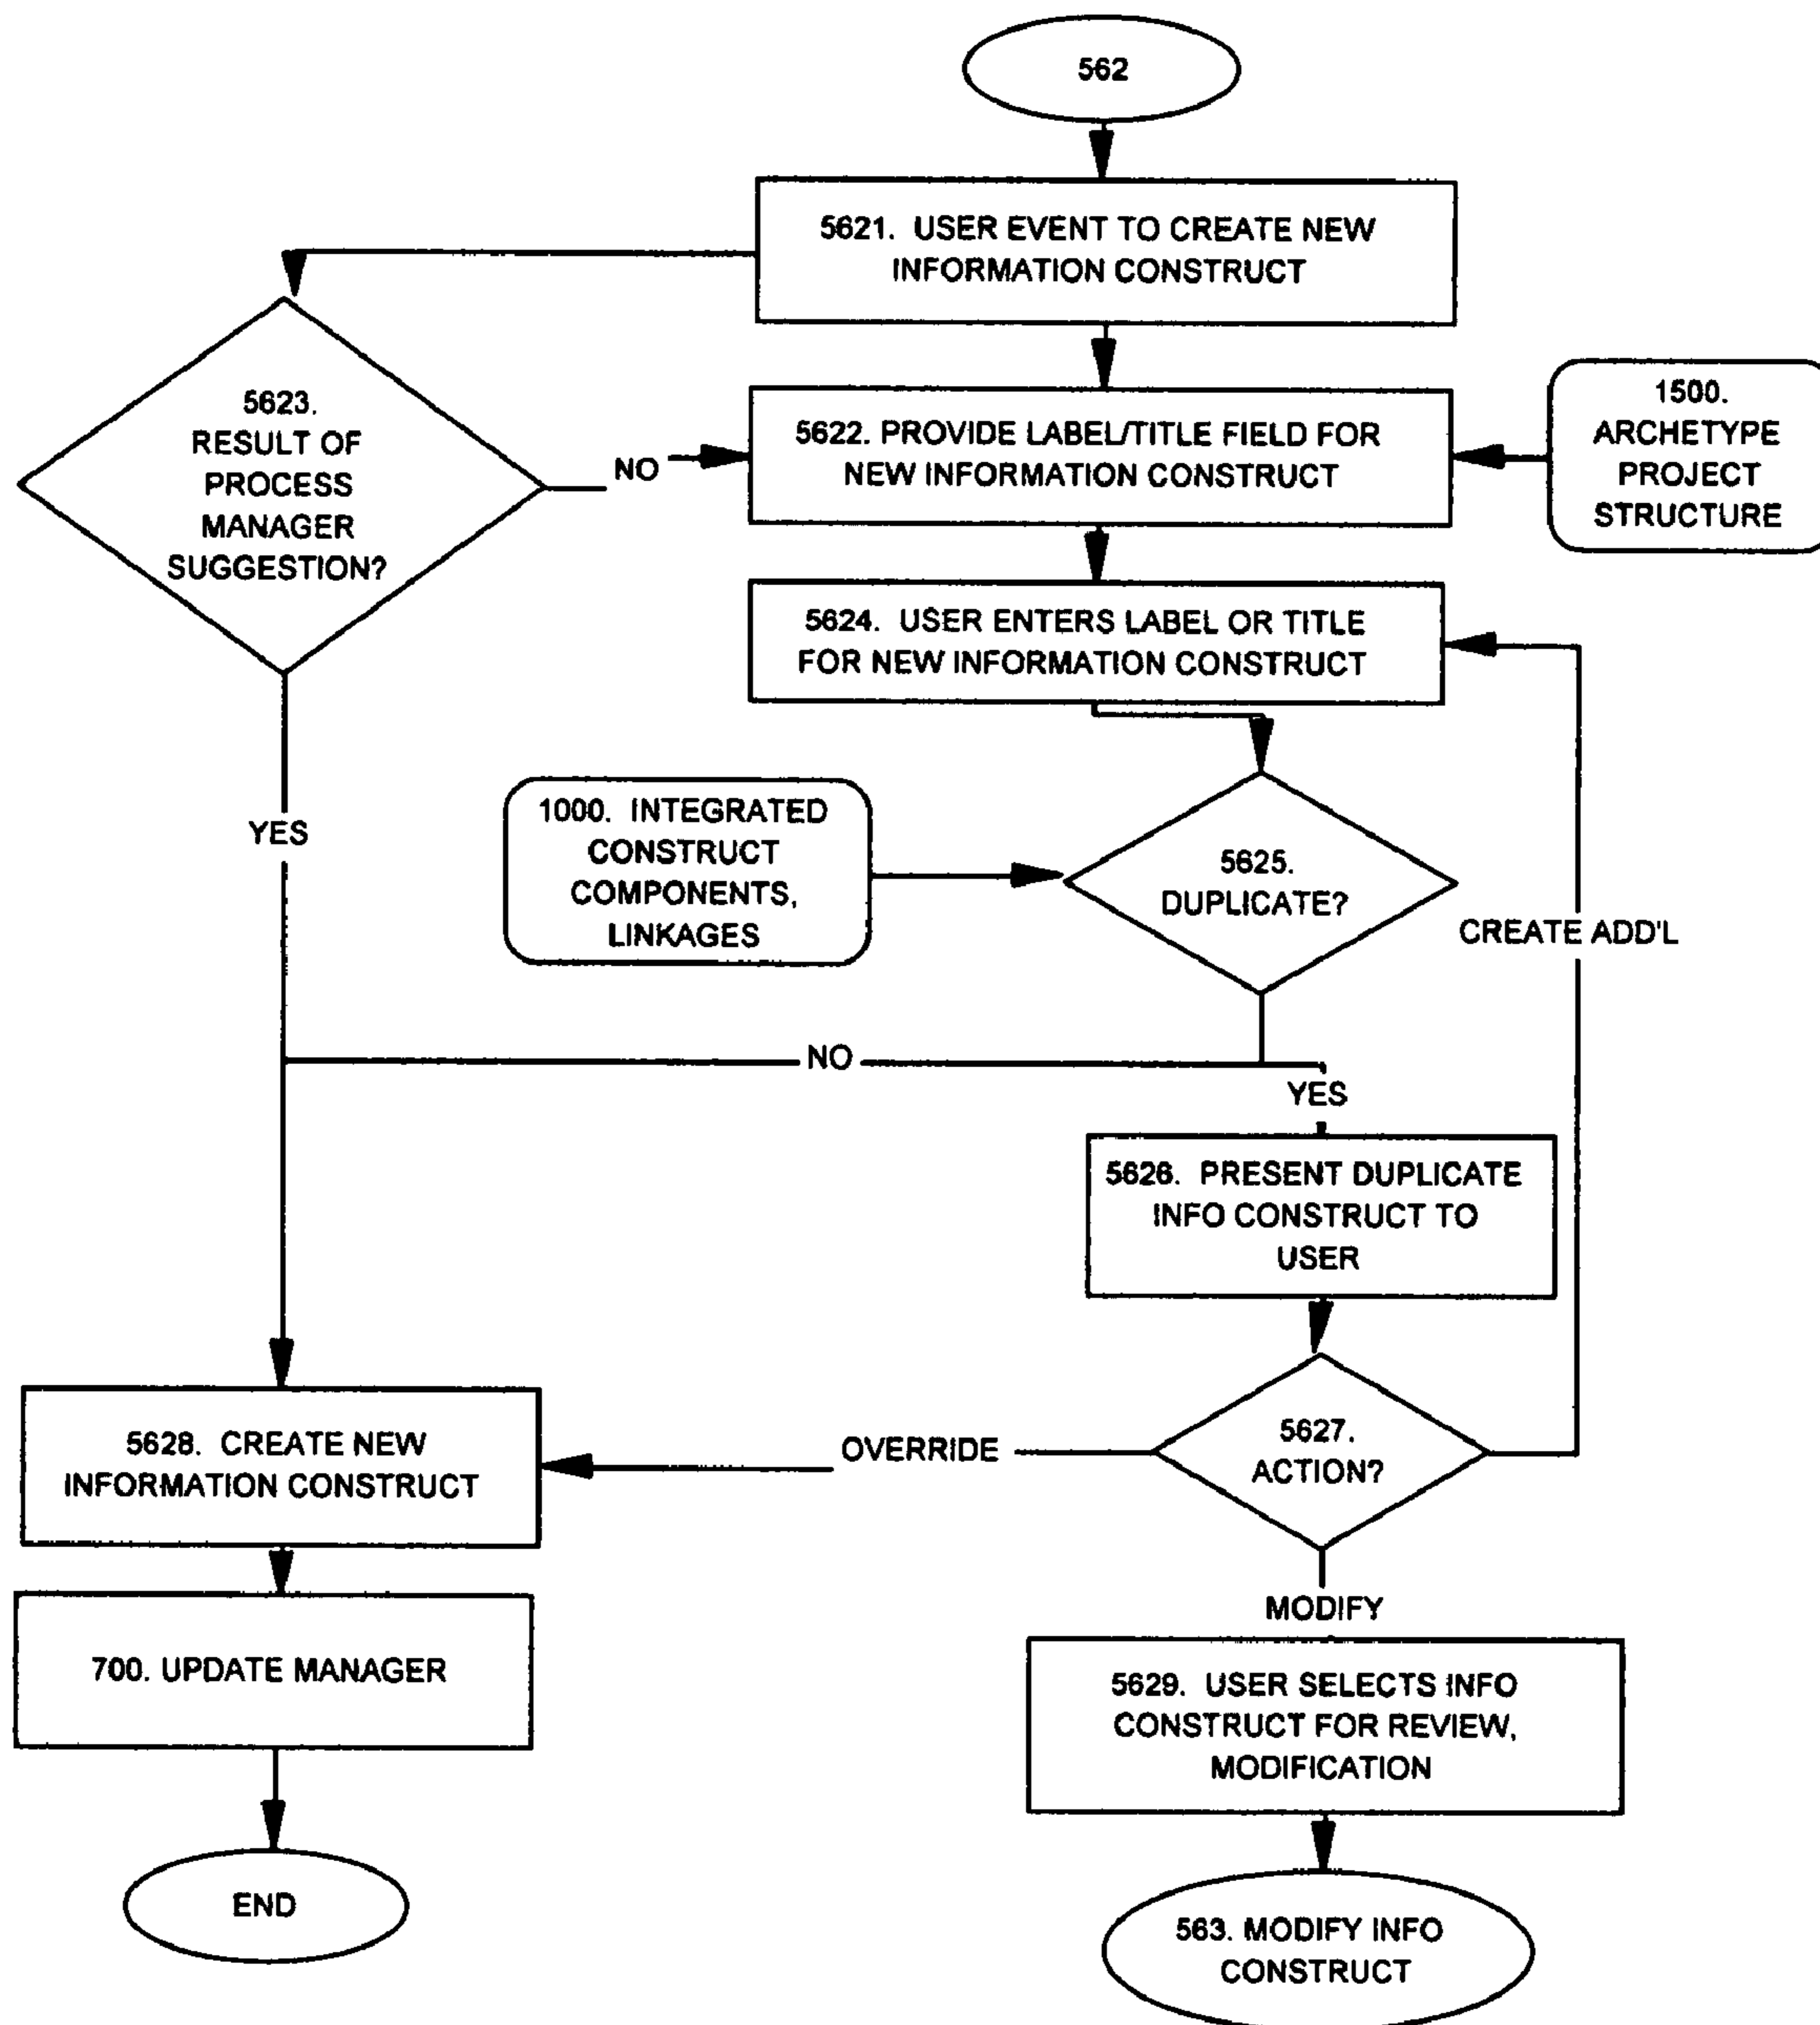 562
5621. USER EVENT TO CREATE NEW
INFORMATION CONSTRUCT
5623.
RESULT OF
PROCESS
MANAGER
SUGGESTION?
NO
5622. PROVIDE LABEL/TITLE FIELD FOR
NEW INFORMATION CONSTRUCT
1500.
ARCHETYPE
PROJECT
STRUCTURE
5624. USER ENTERS LABEL OR TITLE
FOR NEW INFORMATION CONSTRUCT
YES
1000. INTEGRATED
CONSTRUCT
COMPONENTS,
LINKAGES
5625.
DUPLICATE?
CREATE ADD'L
NO
YES
5626. PRESENT DUPLICATE
INFO CONSTRUCT TO
USER
5628. CREATE NEW
INFORMATION CONSTRUCT
OVERRIDE
5627.
ACTION?
MODIFY
700. UPDATE MANAGER
5629. USER SELECTS INFO
CONSTRUCT FOR REVIEW,
MODIFICATION
END
563. MODIFY INFO
CONSTRUCT